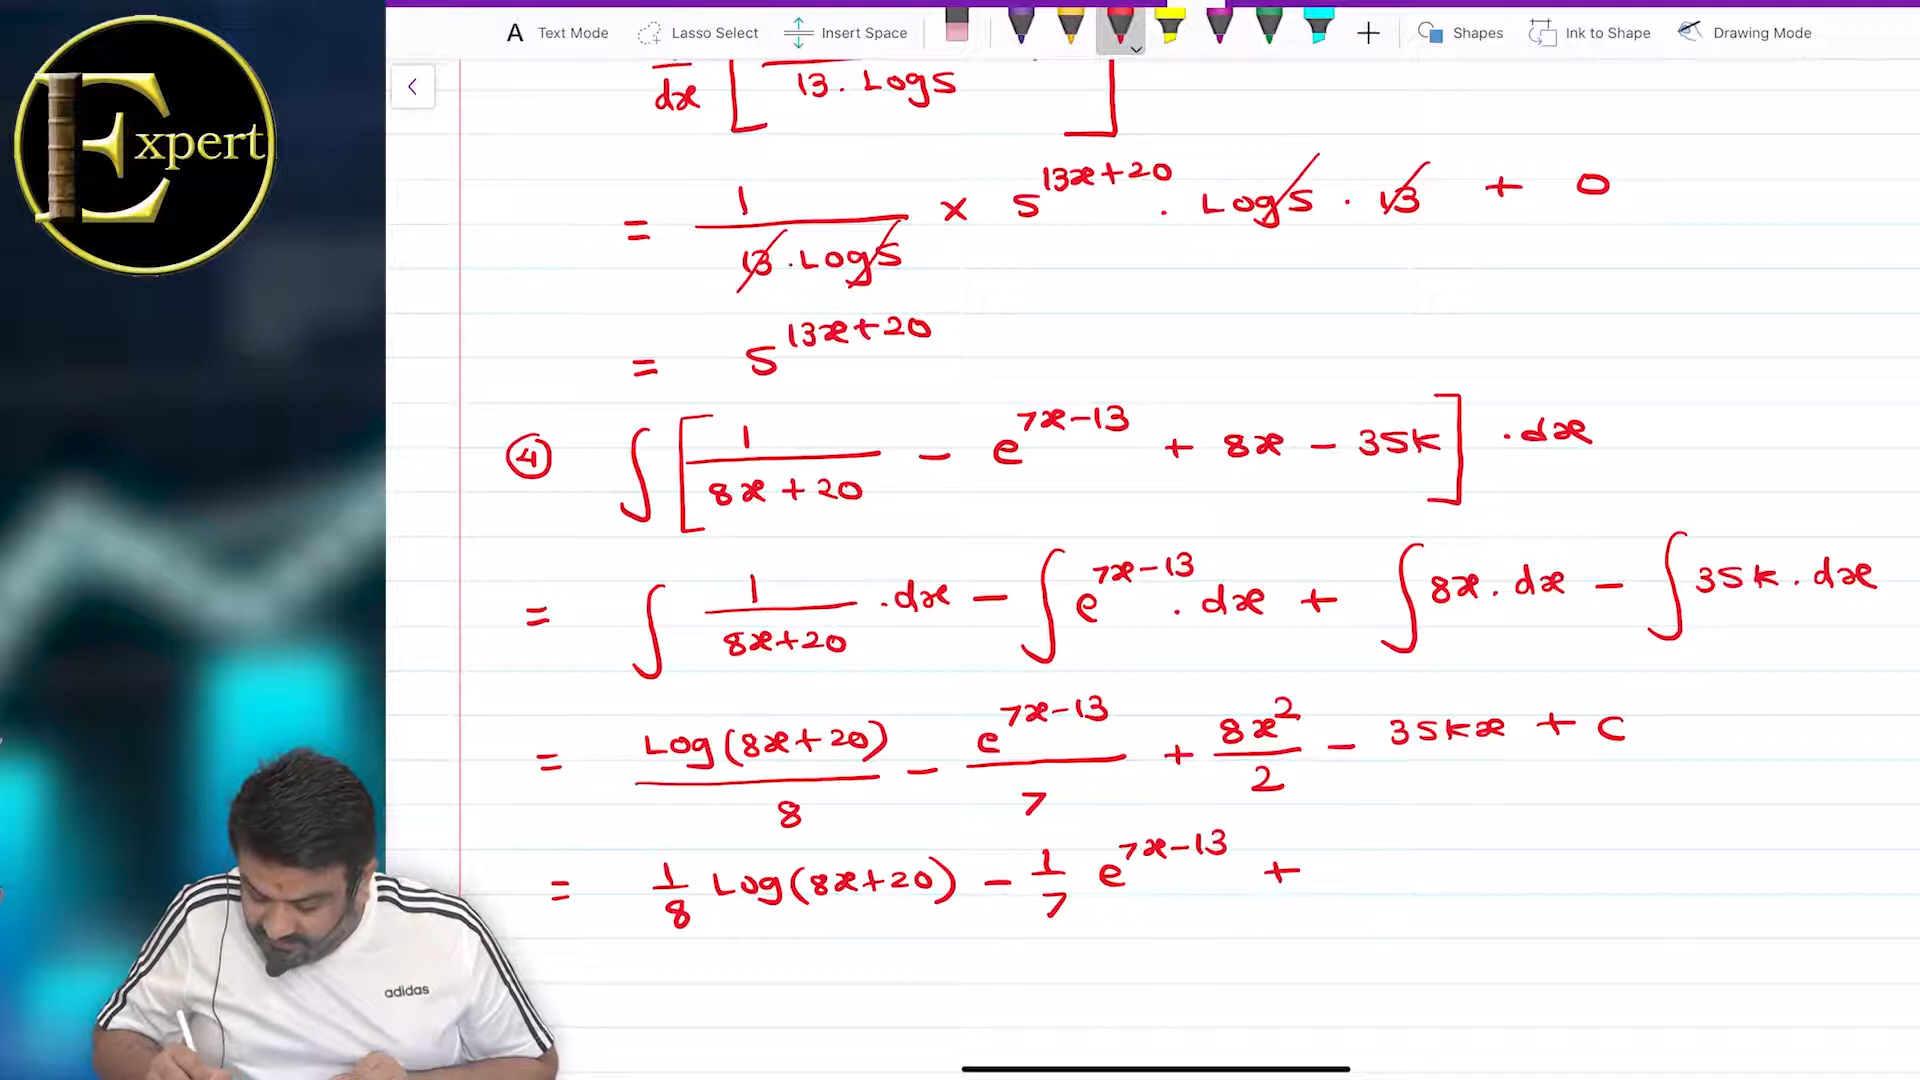 A Text Mode Lasso Select Insert Space Shapes Ink to Shape Drawing Mode
Expert
dx [ 13 . Log5 ]
= 1 / 13 . Log5 × 5^13x+20 . Log5 . 13 + 0
= 5^13x+20
④ ∫ [ 1 / 8x+20 − e^7x−13 + 8x − 35k ] . dx
= ∫ 1 / 8x+20 . dx − ∫ e^7x−13 . dx + ∫ 8x . dx − ∫ 35k . dx
= Log(8x+20) / 8 − e^7x−13 / 7 + 8x² / 2 − 35kx + C
= 1/8 Log(8x+20) − 1/7 e^7x−13 +
adidas